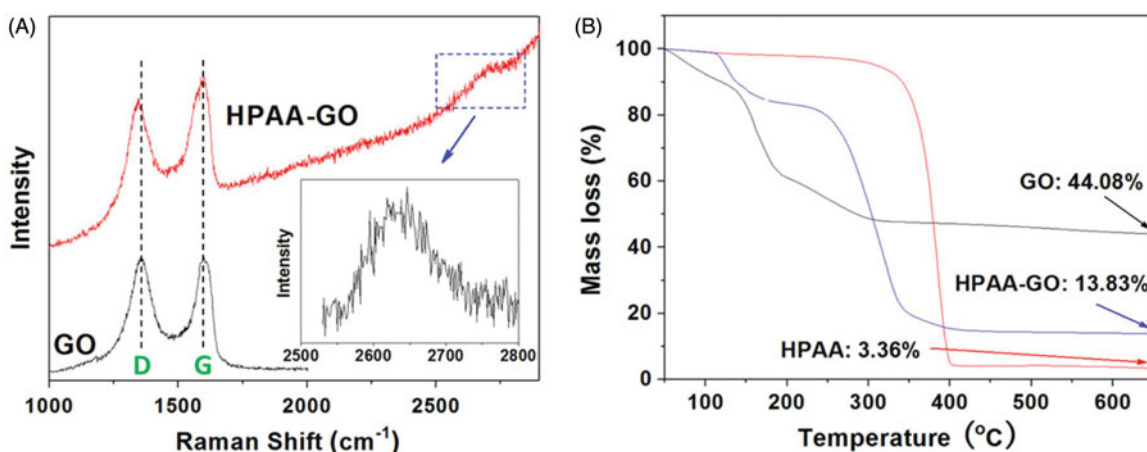 (A)
Intensity
HPAA-GO
GO
D
G
Intensity
2500 2600 2700 2800
1000 1500 2000 2500
Raman Shift (cm⁻¹)
(B)
Mass loss (%)
100
80
60
40
20
0
GO: 44.08%
HPAA-GO: 13.83%
HPAA: 3.36%
100 200 300 400 500 600
Temperature (°C)